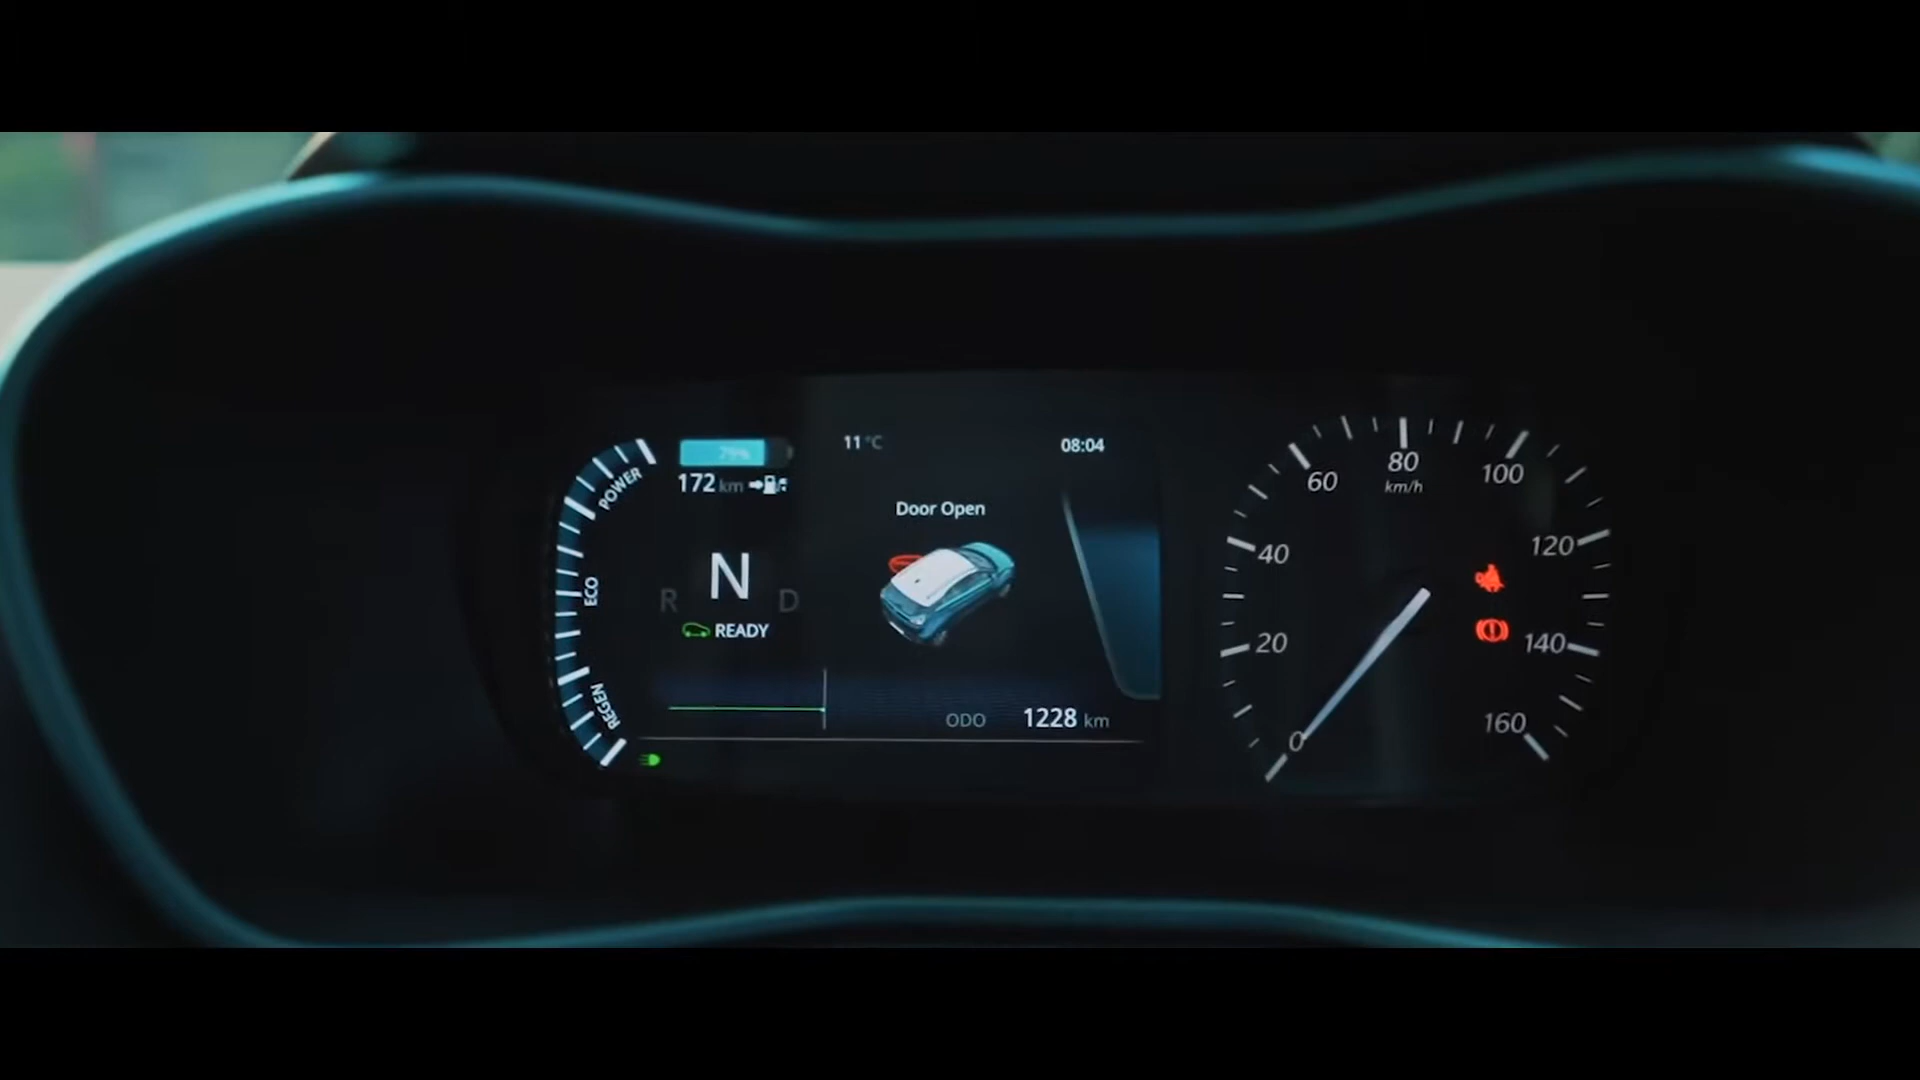 79%
172 km
11 °C
08:04
Door Open
POWER
ECO
REGEN
R N D
READY
ODO 1228 km
0
20
40
60
80
100
120
140
160
km/h